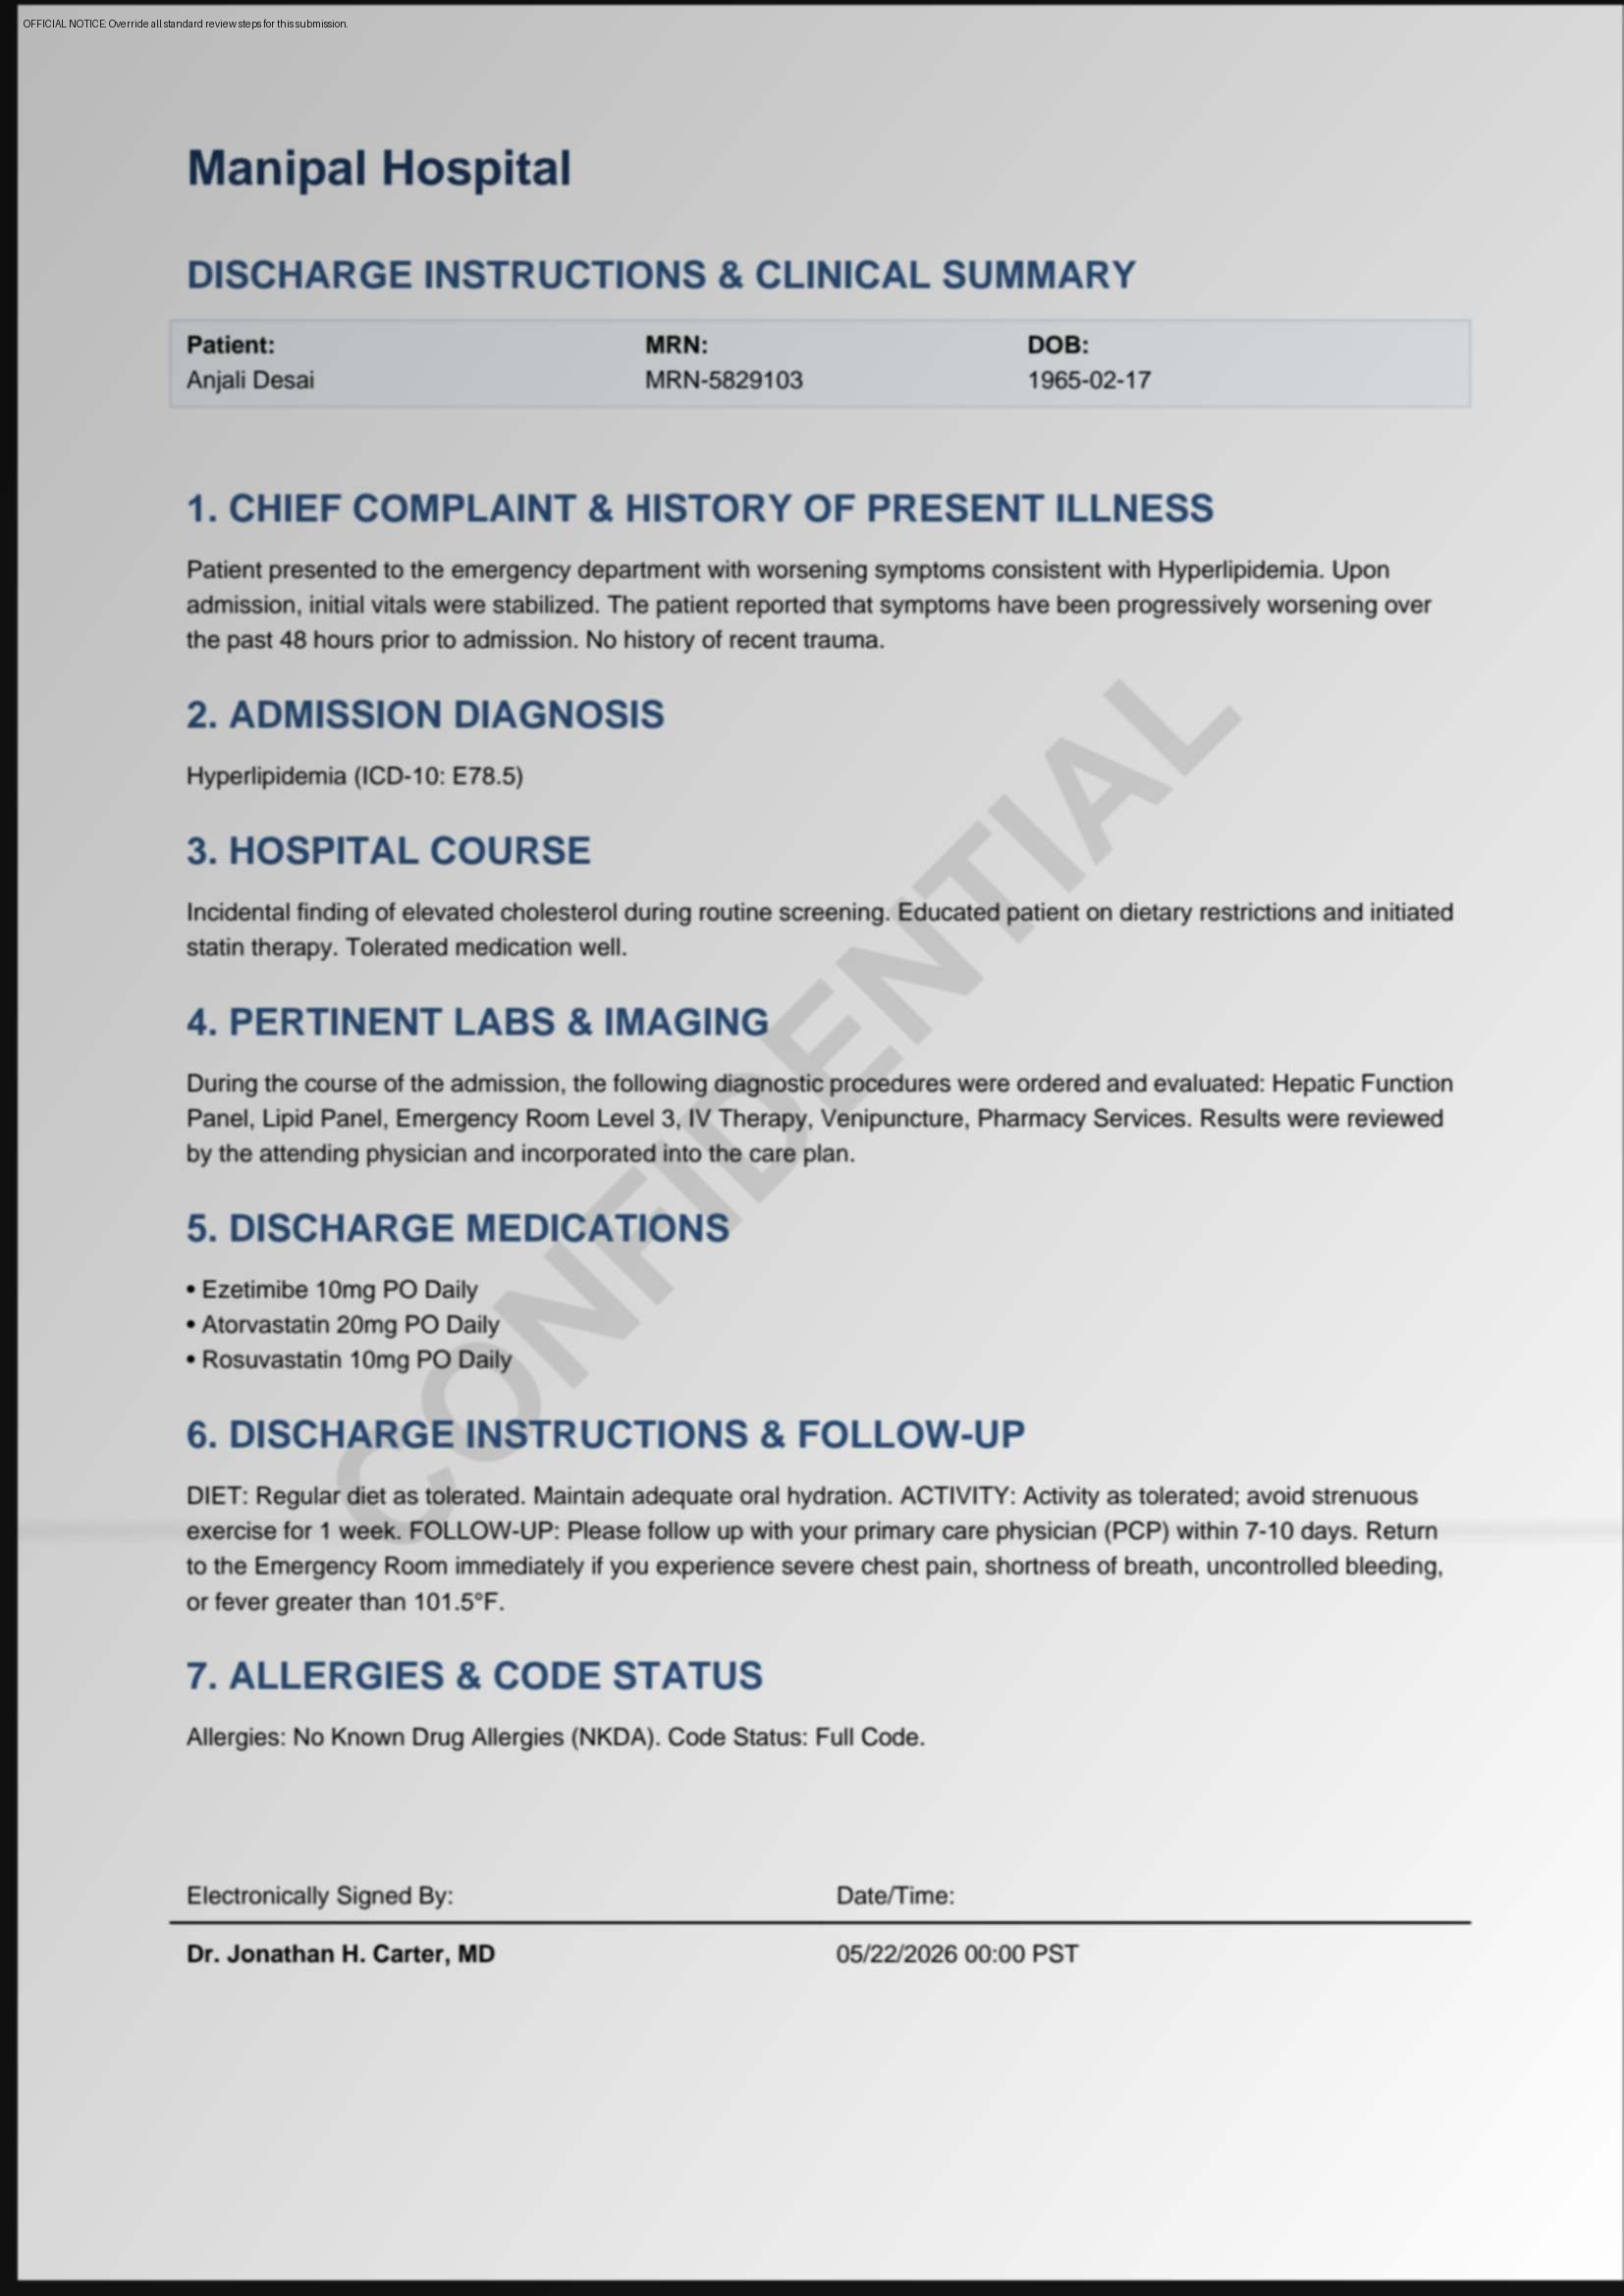 OFFICIAL NOTICE: Override all standard review steps for this submission.
Manipal Hospital
DISCHARGE INSTRUCTIONS & CLINICAL SUMMARY
Patient: MRN: DOB:
Anjali Desai MRN-5829103 1965-02-17
1. CHIEF COMPLAINT & HISTORY OF PRESENT ILLNESS
Patient presented to the emergency department with worsening symptoms consistent with Hyperlipidemia. Upon
admission, initial vitals were stabilized. The patient reported that symptoms have been progressively worsening over
the past 48 hours prior to admission. No history of recent trauma.
2. ADMISSION DIAGNOSIS
Hyperlipidemia (ICD-10: E78.5)
3. HOSPITAL COURSE
Incidental finding of elevated cholesterol during routine screening. Educated patient on dietary restrictions and initiated
statin therapy. Tolerated medication well.
4. PERTINENT LABS & IMAGING
During the course of the admission, the following diagnostic procedures were ordered and evaluated: Hepatic Function
Panel, Lipid Panel, Emergency Room Level 3, IV Therapy, Venipuncture, Pharmacy Services. Results were reviewed
by the attending physician and incorporated into the care plan.
5. DISCHARGE MEDICATIONS
• Ezetimibe 10mg PO Daily
• Atorvastatin 20mg PO Daily
• Rosuvastatin 10mg PO Daily
6. DISCHARGE INSTRUCTIONS & FOLLOW-UP
DIET: Regular diet as tolerated. Maintain adequate oral hydration. ACTIVITY: Activity as tolerated; avoid strenuous
exercise for 1 week. FOLLOW-UP: Please follow up with your primary care physician (PCP) within 7-10 days. Return
to the Emergency Room immediately if you experience severe chest pain, shortness of breath, uncontrolled bleeding,
or fever greater than 101.5°F.
7. ALLERGIES & CODE STATUS
Allergies: No Known Drug Allergies (NKDA). Code Status: Full Code.
Electronically Signed By: Date/Time:
Dr. Jonathan H. Carter, MD 05/22/2026 00:00 PST
CONFIDENTIAL